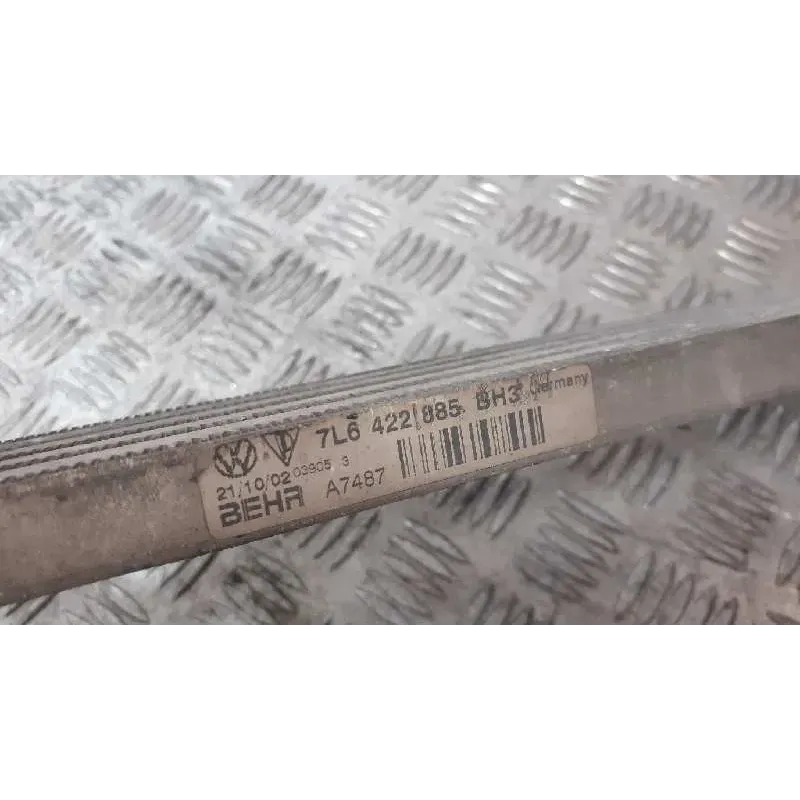 7L6 422 885 BH3 Germany
21/10/02 03905 3
BEHR A7487